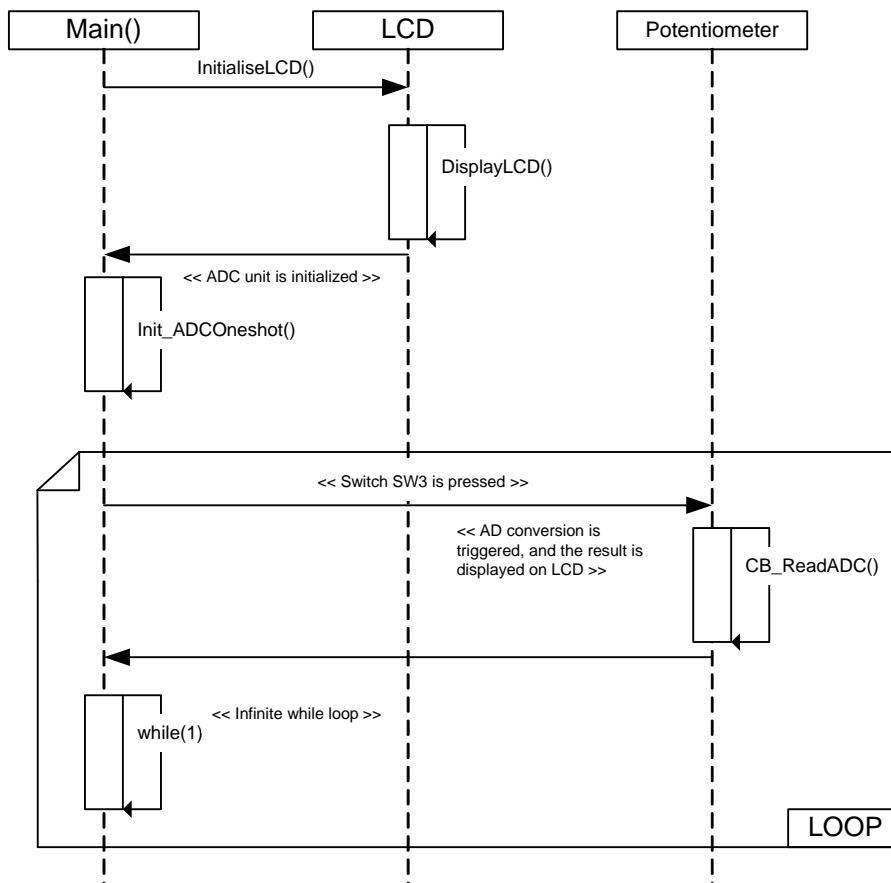 Main()
LCD
Potentiometer
InitialiseLCD()
DisplayLCD()
<< ADC unit is initialized >>
Init_ADCOneshot()
<< Switch SW3 is pressed >>
<< AD conversion is
triggered, and the result is
displayed on LCD >>
CB_ReadADC()
<< Infinite while loop >>
while(1)
LOOP